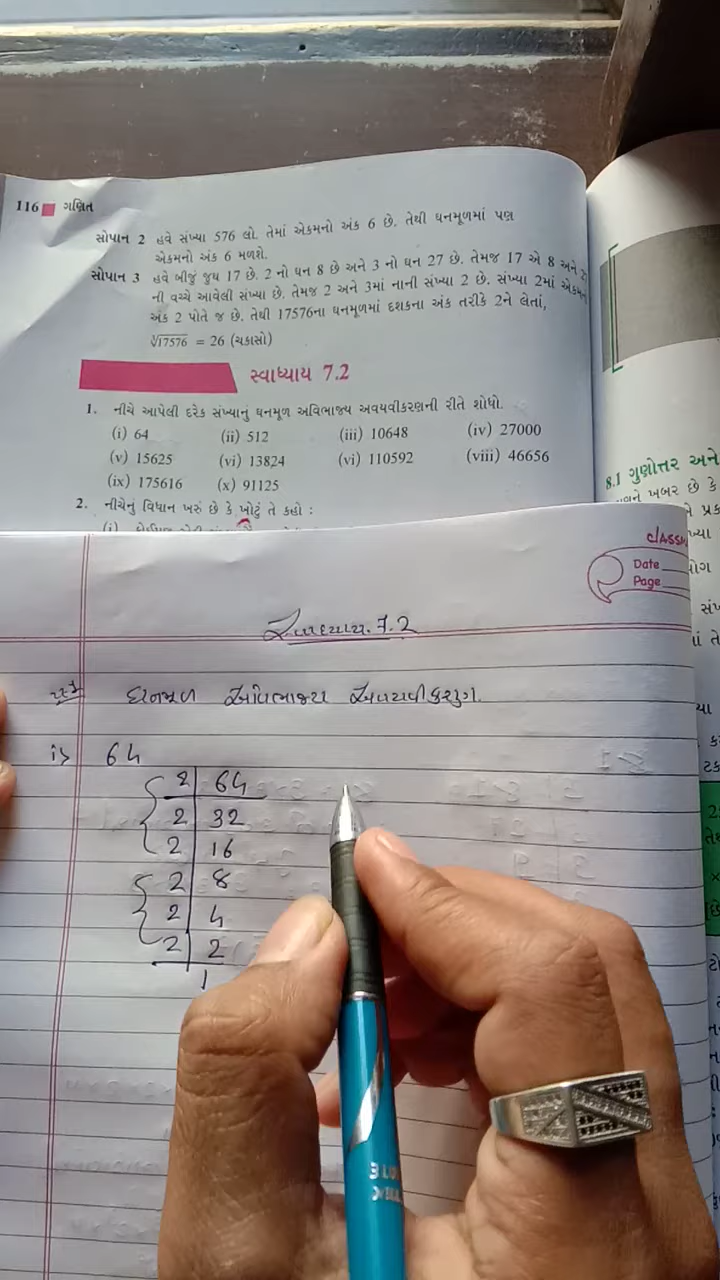 116 ગણિત
સોપાન 2 હવે સંખ્યા 576 લો. તેમાં એકમનો અંક 6 છે. તેથી ઘનમૂળમાં પણ
એકમનો અંક 6 મળશે.
સોપાન 3 હવે બીજું જુથ 17 છે. 2 નો ઘન 8 છે અને 3 નો ઘન 27 છે. તેમજ 17 એ 8 અને
ની વચ્ચે આવેલી સંખ્યા છે. તેમજ 2 અને 3માં નાની સંખ્યા 2 છે. સંખ્યા 2માં એકમનો
અંક 2 પોતે જ છે. તેથી 17576ના ઘનમૂળમાં દશકના અંક તરીકે 2ને લેતાં,
∛17576 = 26 (ચકાસો)
સ્વાધ્યાય 7.2
1. નીચે આપેલી દરેક સંખ્યાનું ઘનમૂળ અવિભાજ્ય અવયવીકરણની રીતે શોધો.
(i) 64 (ii) 512 (iii) 10648 (iv) 27000
(v) 15625 (vi) 13824 (vi) 110592 (viii) 46656
(ix) 175616 (x) 91125
2. નીચેનું વિધાન ખરું છે કે ખોટું તે કહો :
(i)
8.1 ગુણોત્તર અને
ખબર છે કે
classm
Date
Page
સ્વાધ્યાય. 7.2
ઘનમૂળ અવિભાજ્ય અવયવીકરણ.
i> 64
2 64
2 32
2 16
2 8
2 4
2 2
1